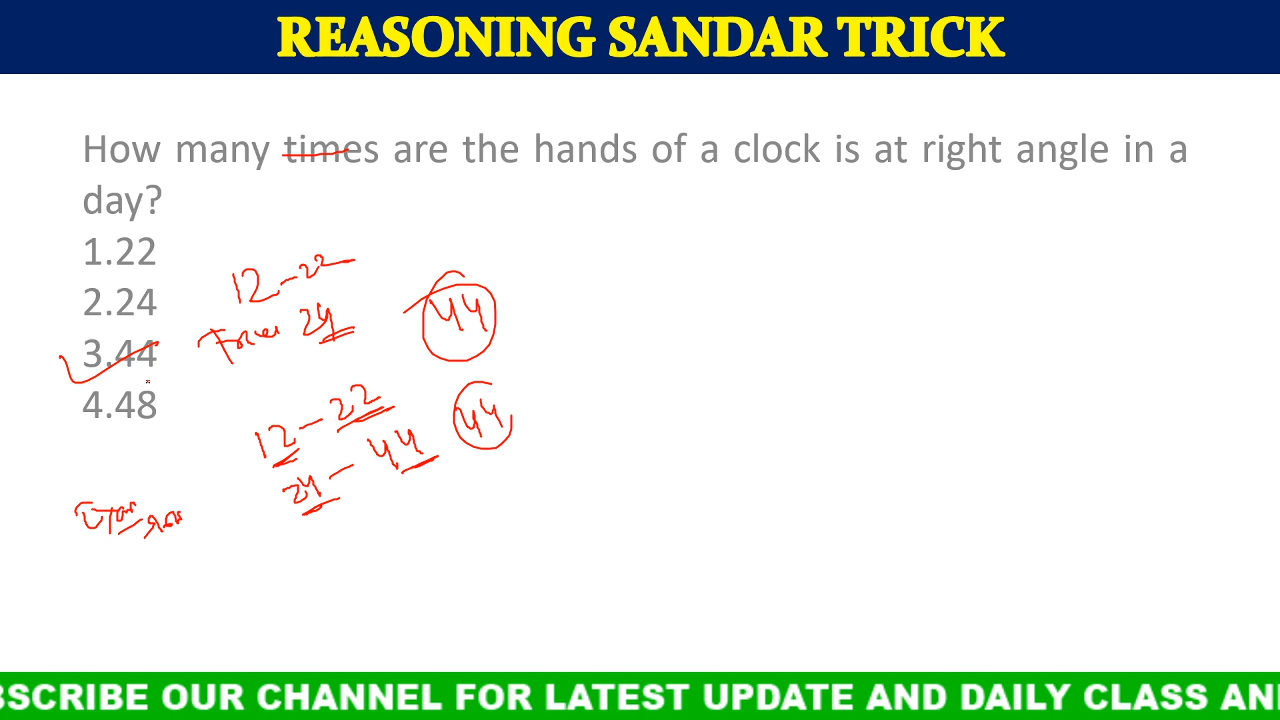 REASONING SANDAR TRICK
How many times are the hands of a clock is at right angle in a
day?
1.22
2.24
3.44
4.48
12-22
24
44
12-22
44
24-44
BSCRIBE OUR CHANNEL FOR LATEST UPDATE AND DAILY CLASS AN